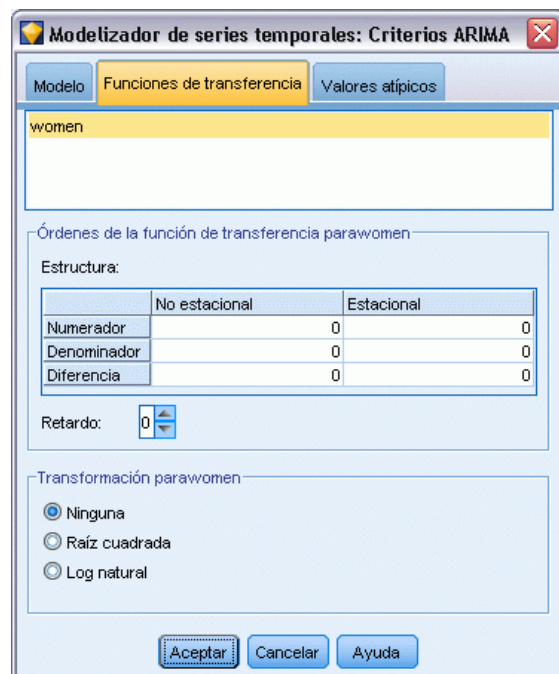 Modelizador de series temporales: Criterios ARIMA
Modelo Funciones de transferencia Valores atípicos
women
Órdenes de la función de transferencia parawomen
Estructura:
No estacional Estacional
Numerador 0 0
Denominador 0 0
Diferencia 0 0
Retardo: 0
Transformación parawomen
Ninguna
Raíz cuadrada
Log natural
Aceptar Cancelar Ayuda